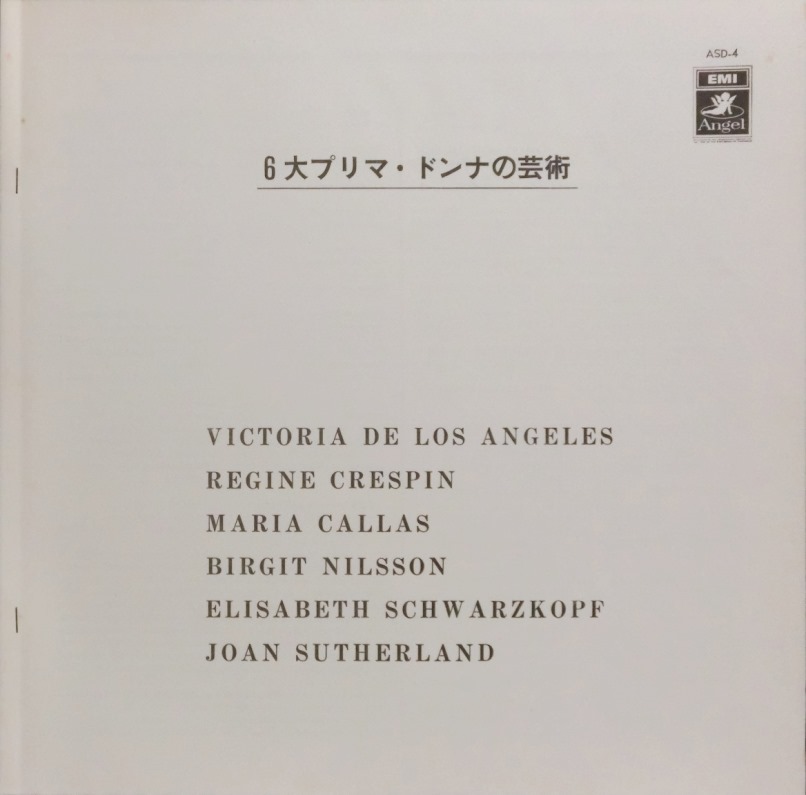 ASD-4
EMI
Angel
6大プリマ・ドンナの芸術
VICTORIA DE LOS ANGELES
REGINE CRESPIN
MARIA CALLAS
BIRGIT NILSSON
ELISABETH SCHWARZKOPF
JOAN SUTHERLAND